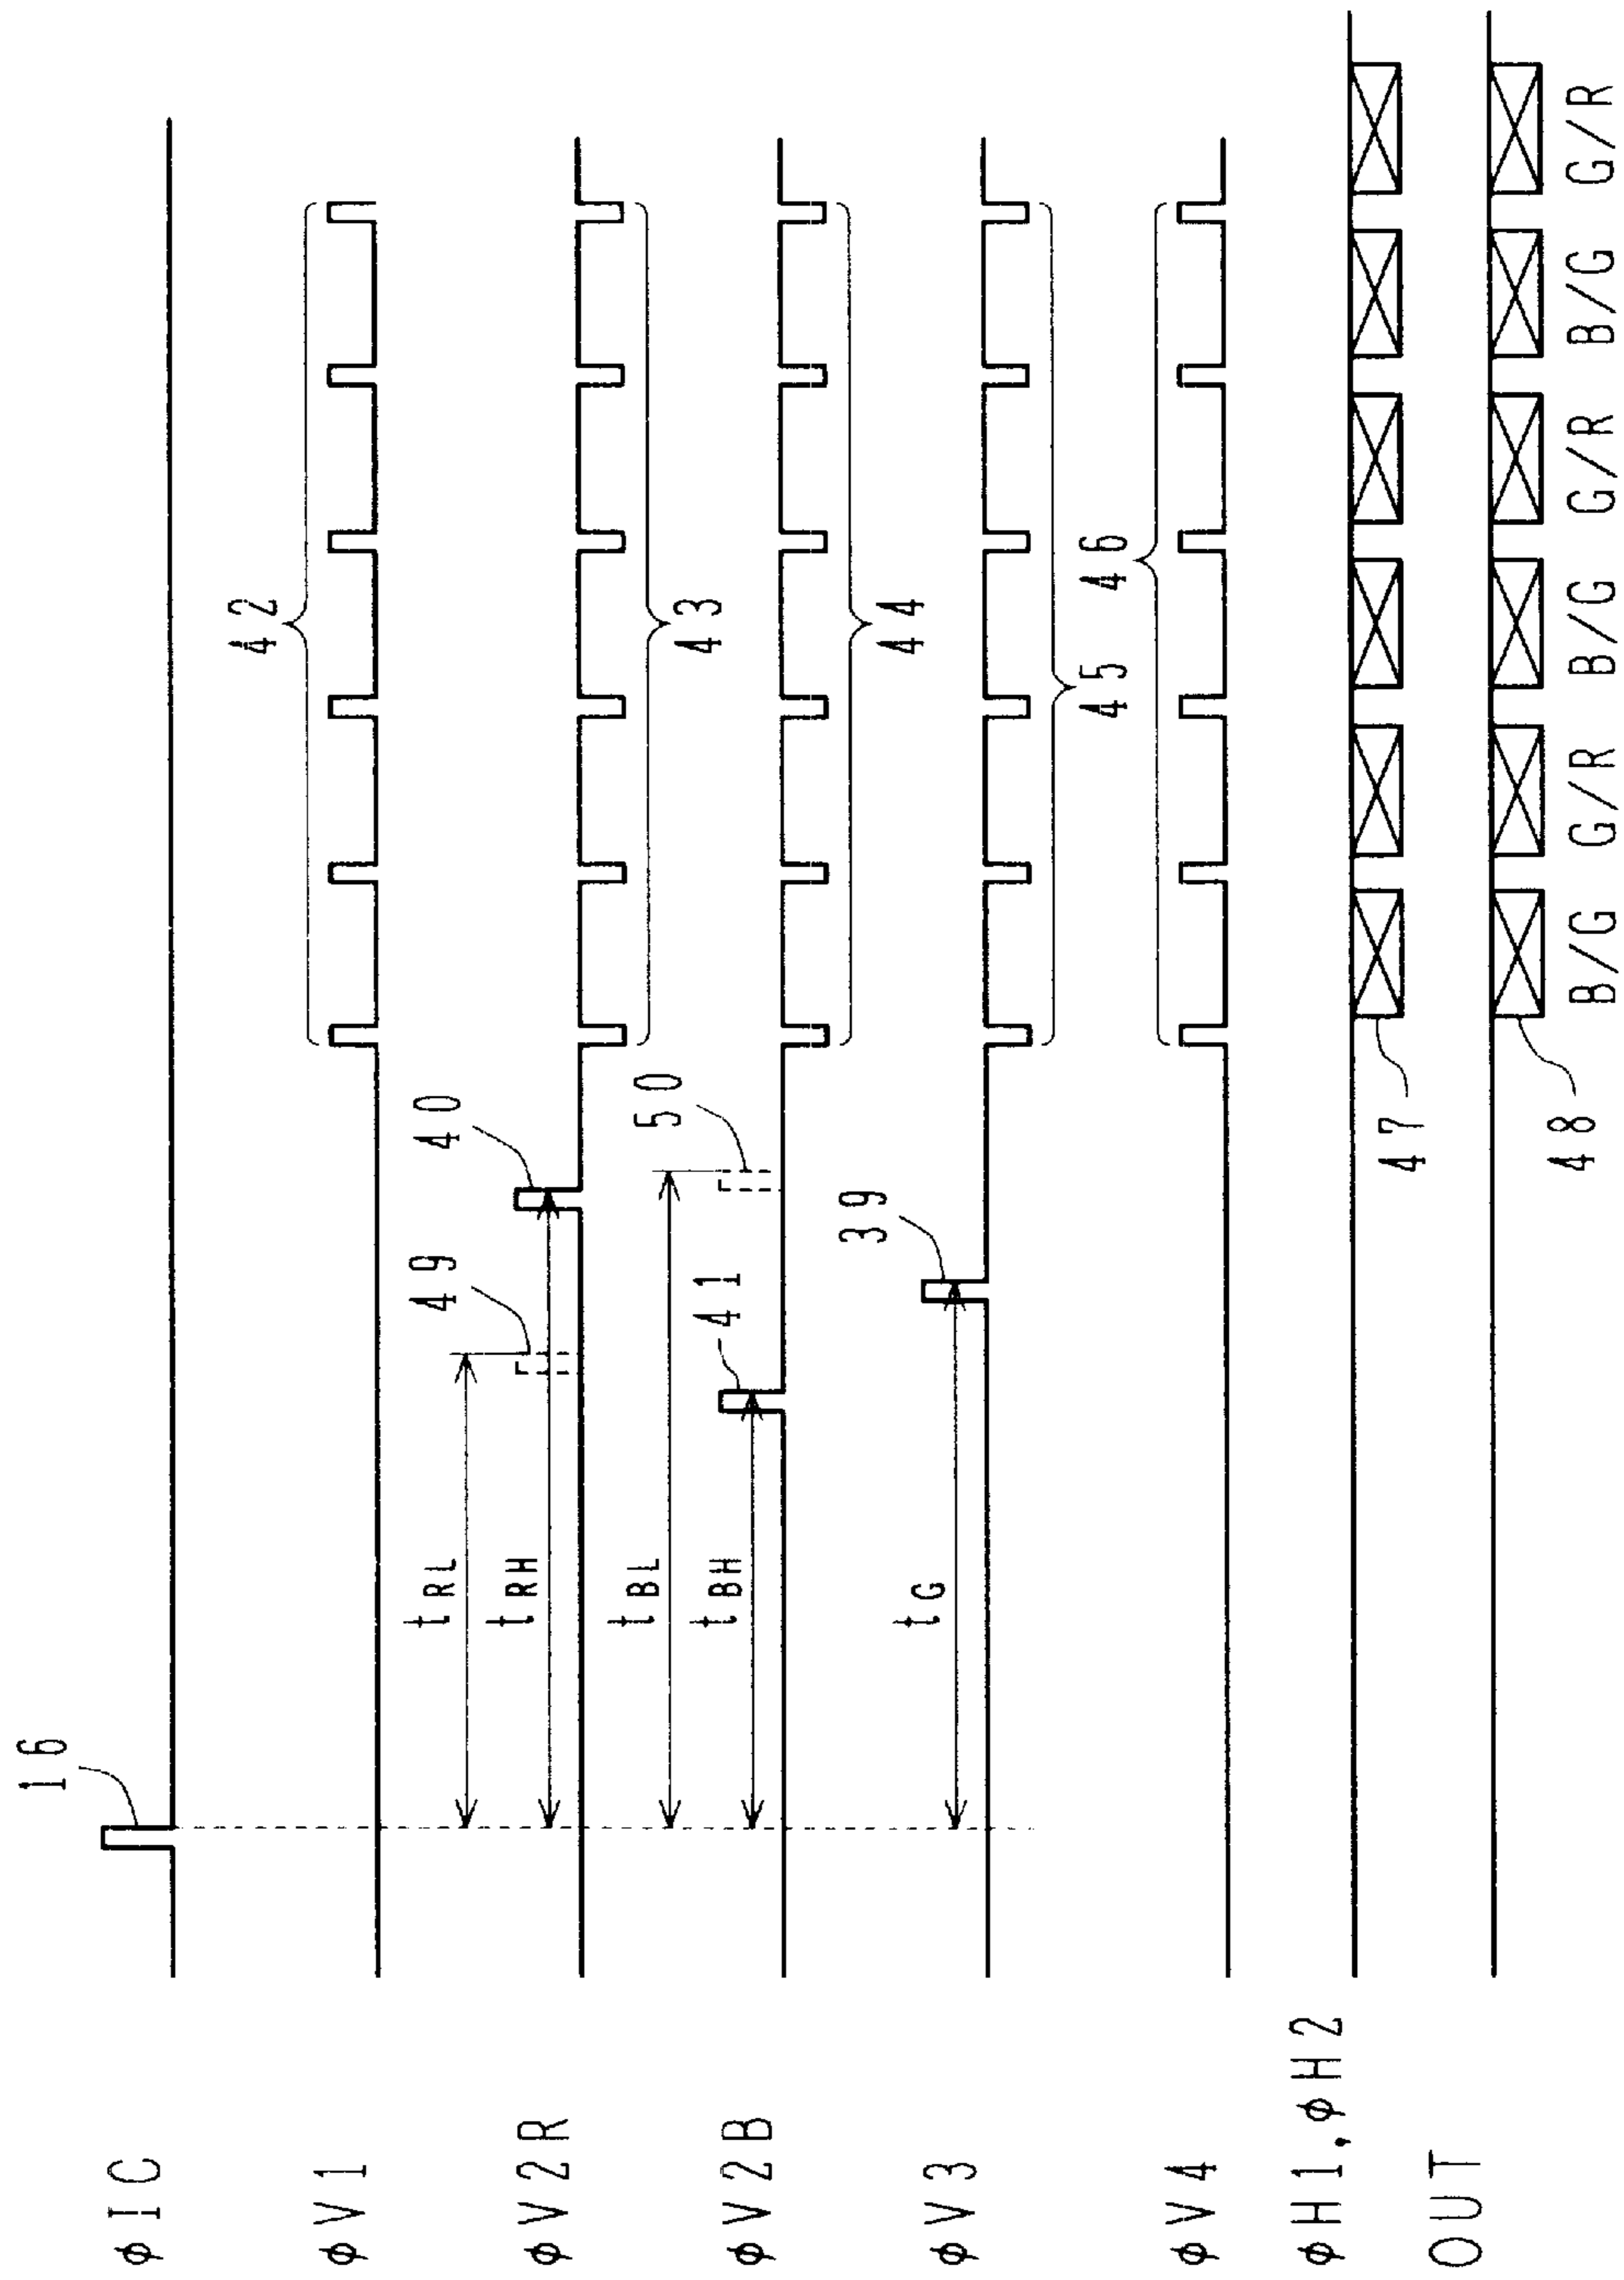 φIC
16
φV1
42
φV2R
tRL
tRH
49
40
43
φV2B
tBL
tBH
41
50
44
φV3
tG
39
45
φV4
46
φH1,φH2
47
OUT
48
B/G G/R B/G G/R B/G G/R